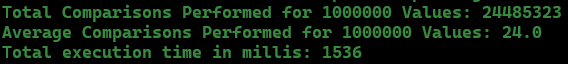 Total Comparisons Performed for 1000000 Values: 24485323
Average Comparisons Performed for 1000000 Values: 24.0
Total execution time in millis: 1536